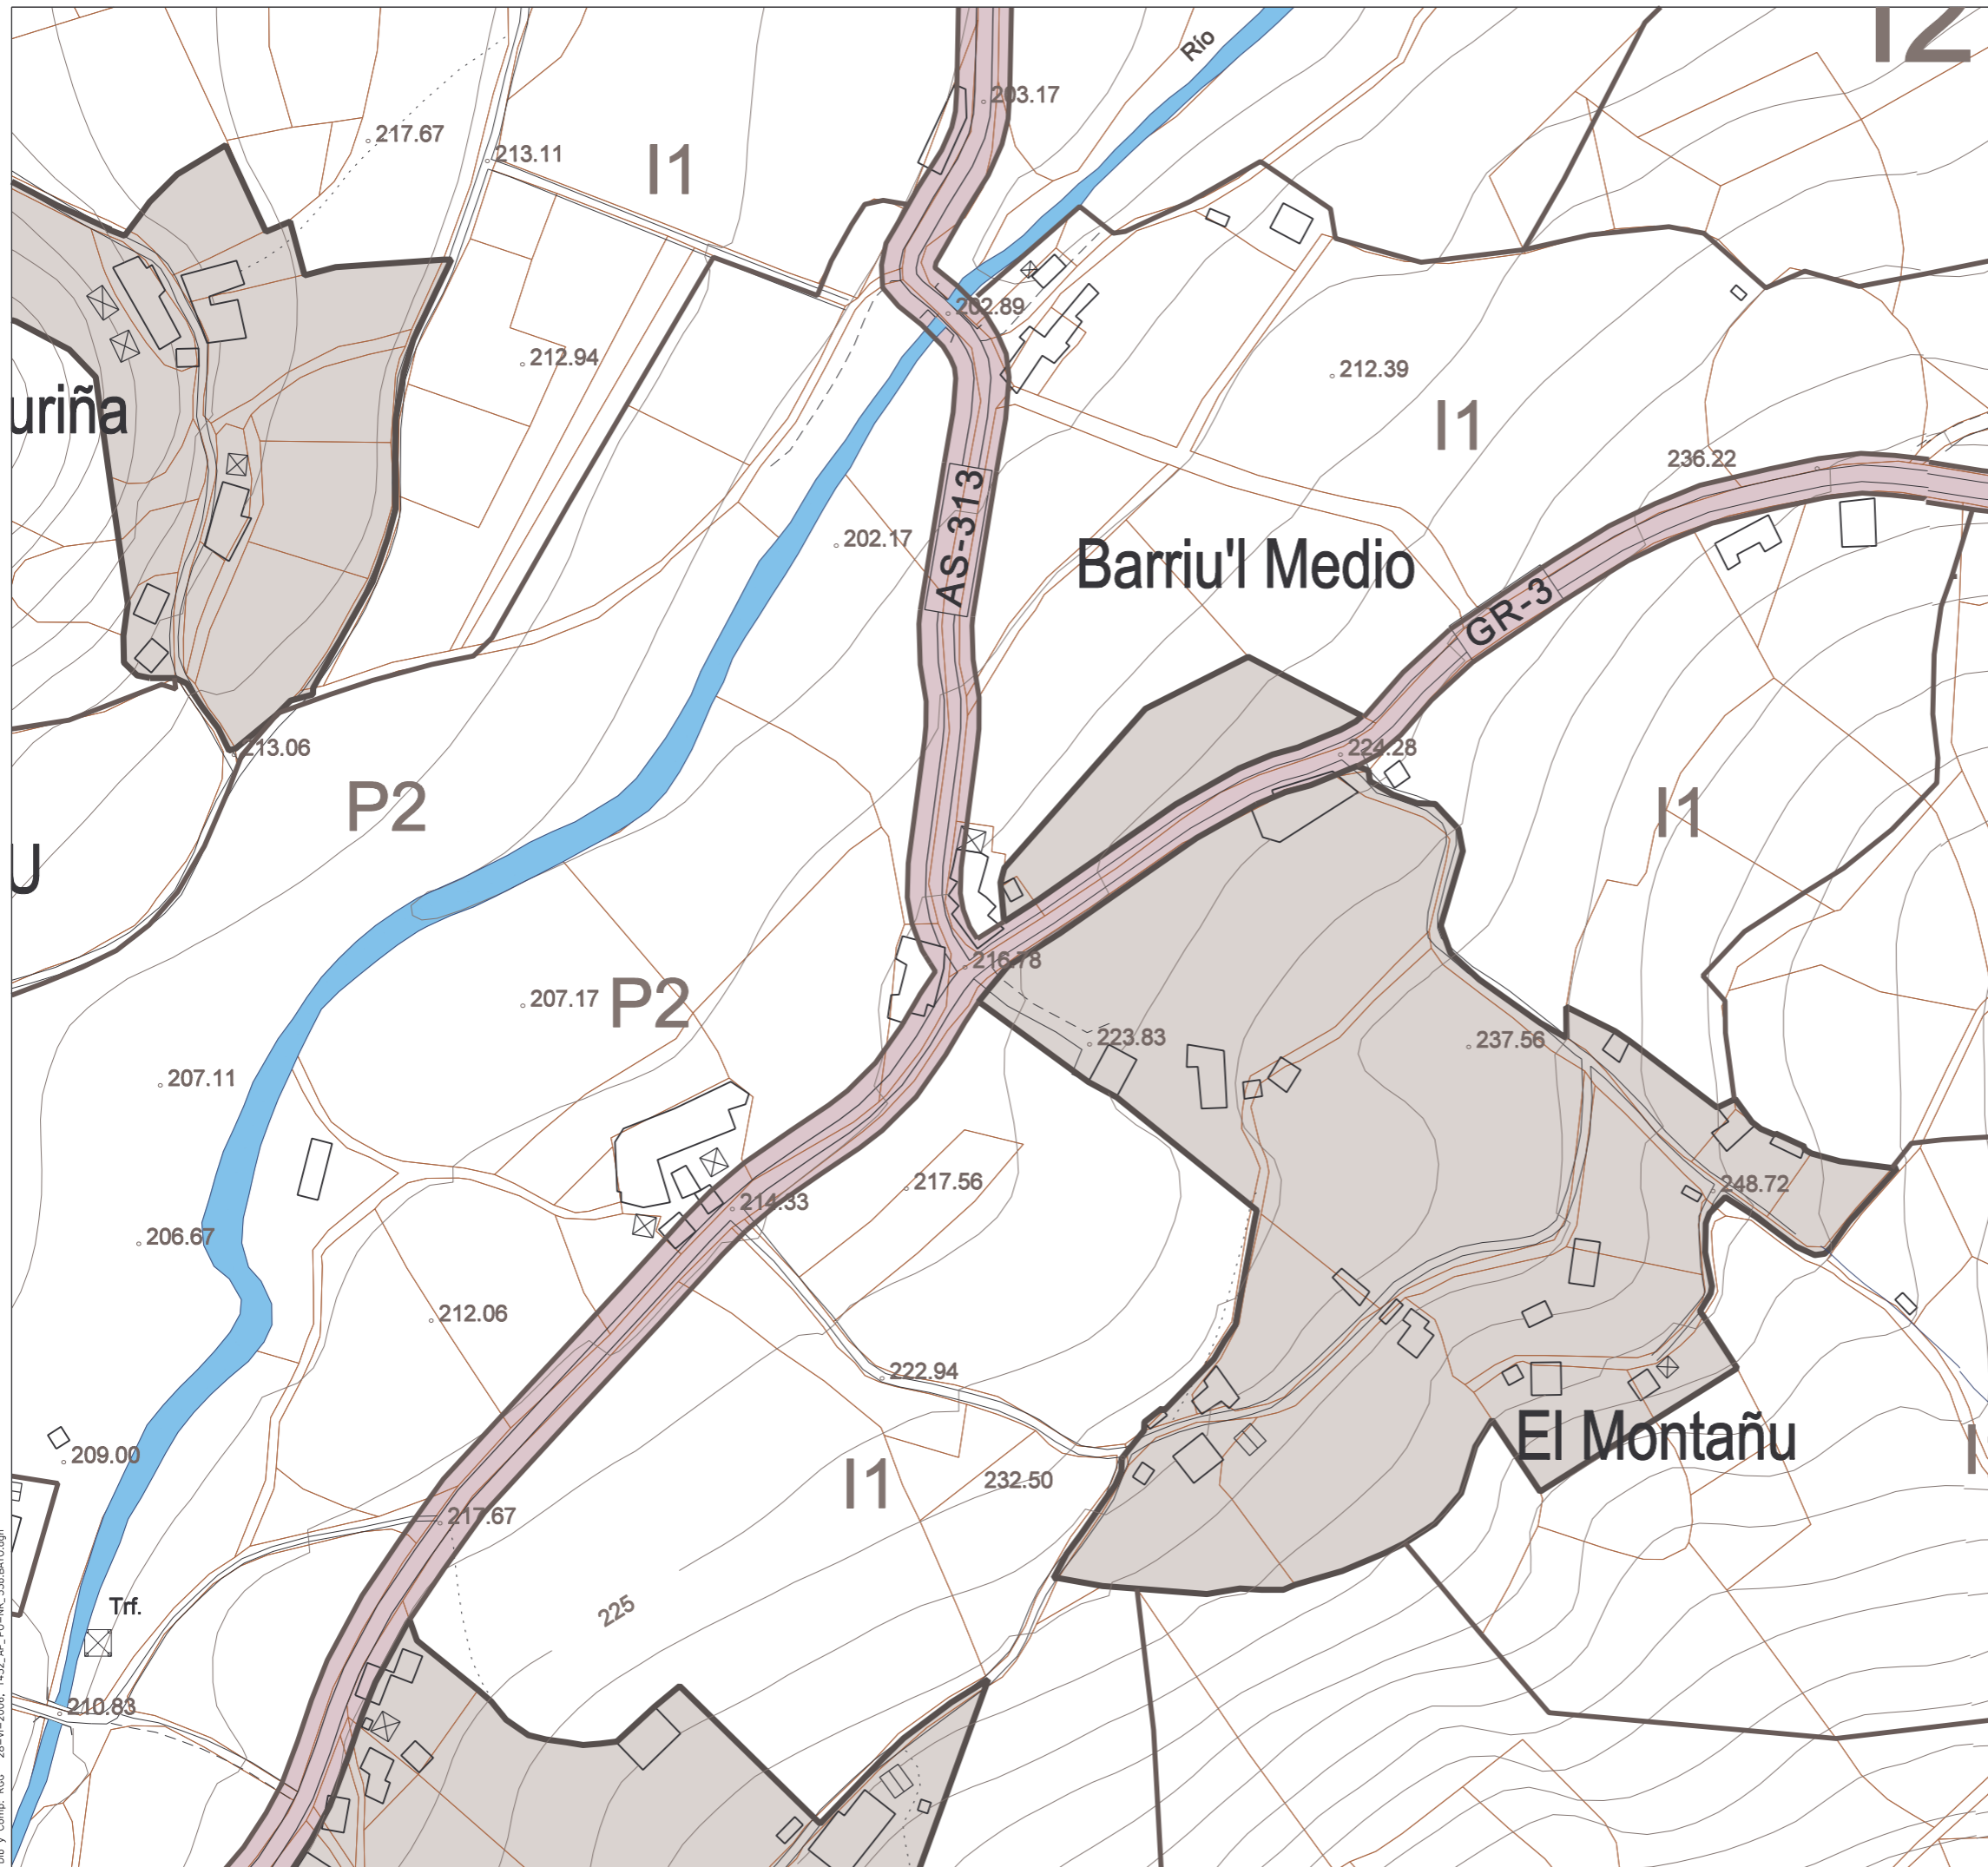 I2
Río
203.17
217.67
213.11
I1
202.89
212.94
212.39
uriña
I1
236.22
AS-313
202.17
Barriu'l Medio
GR-3
213.06
224.28
P2
I1
U
216.78
207.17
P2
223.83
237.56
207.11
217.56
248.72
214.33
206.67
212.06
222.94
El Montañu
209.00
I1
232.50
I
217.67
Trf.
225
210.83